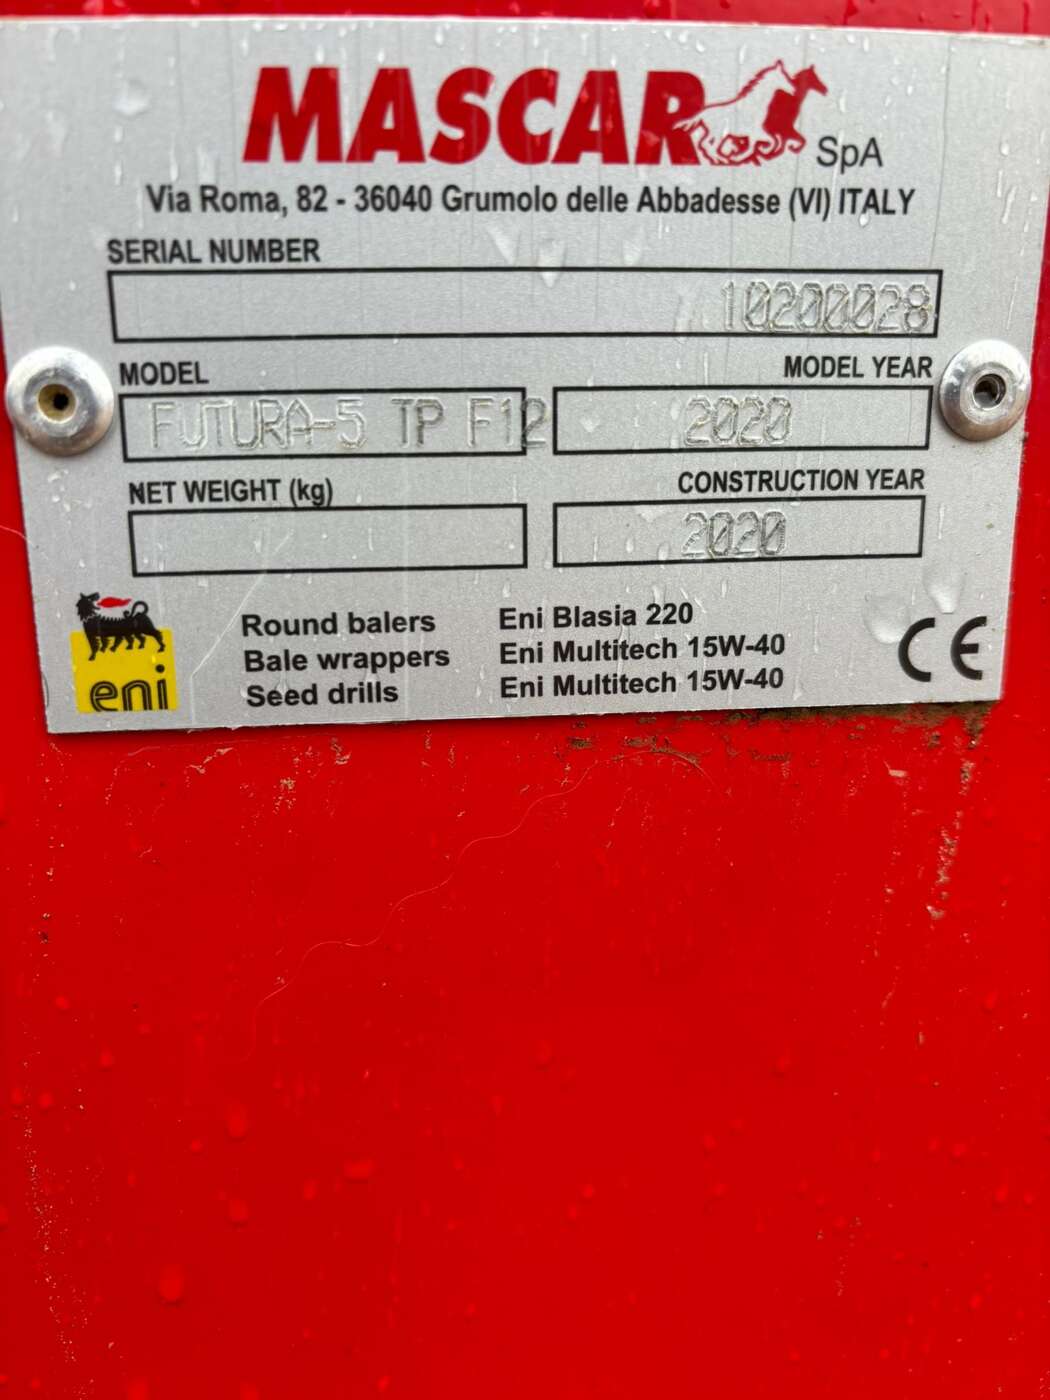 MASCAR SpA
Via Roma, 82 - 36040 Grumolo delle Abbadesse (VI) ITALY
SERIAL NUMBER
10200028
MODEL MODEL YEAR
FUTURA-5 TP F12 2020
NET WEIGHT (kg) CONSTRUCTION YEAR
2020
Round balers Eni Blasia 220
Bale wrappers Eni Multitech 15W-40
Seed drills Eni Multitech 15W-40
eni
CE